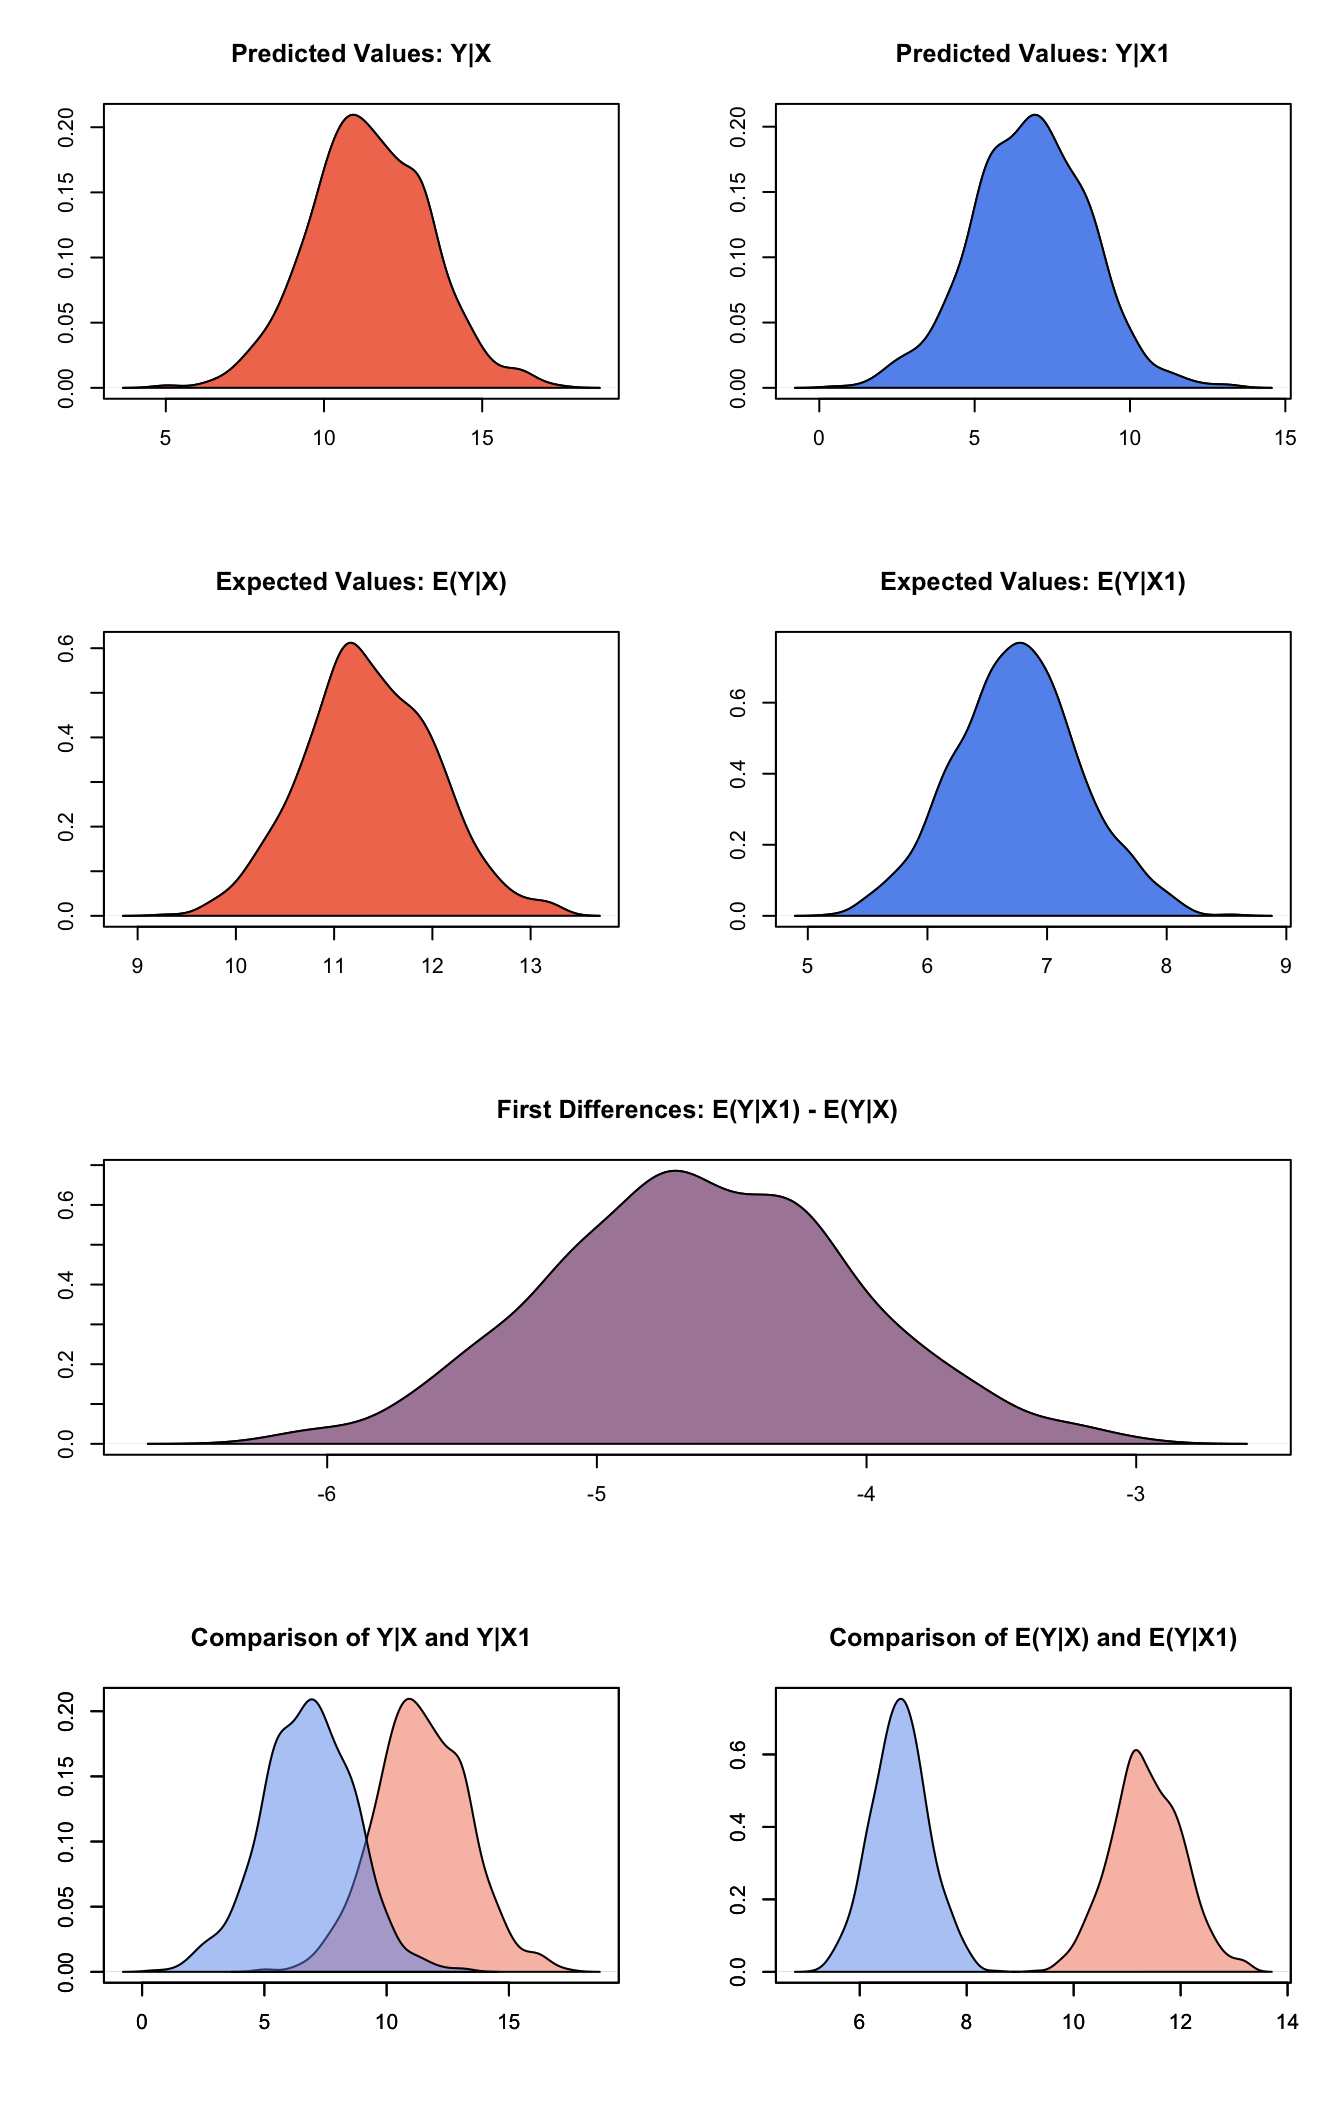 Predicted Values: Y|X
0.00 0.05 0.10 0.15 0.20
5 10 15
Predicted Values: Y|X1
0.00 0.05 0.10 0.15 0.20
0 5 10 15
Expected Values: E(Y|X)
0.0 0.2 0.4 0.6
9 10 11 12 13
Expected Values: E(Y|X1)
0.0 0.2 0.4 0.6
5 6 7 8 9
First Differences: E(Y|X1) - E(Y|X)
0.0 0.2 0.4 0.6
-6 -5 -4 -3
Comparison of Y|X and Y|X1
0.00 0.05 0.10 0.15 0.20
0 5 10 15
Comparison of E(Y|X) and E(Y|X1)
0.0 0.2 0.4 0.6
6 8 10 12 14